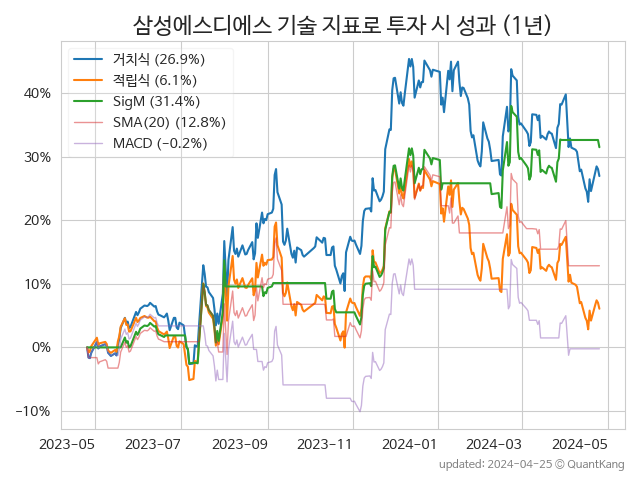 삼성에스디에스 기술 지표로 투자 시 성과 (1년)
거치식 (26.9%)
적립식 (6.1%)
SigM (31.4%)
SMA(20) (12.8%)
MACD (−0.2%)
40%
30%
20%
10%
0%
−10%
2023−05 2023−07 2023−09 2023−11 2024−01 2024−03 2024−05
updated: 2024−04−25 ⓒ QuantKang